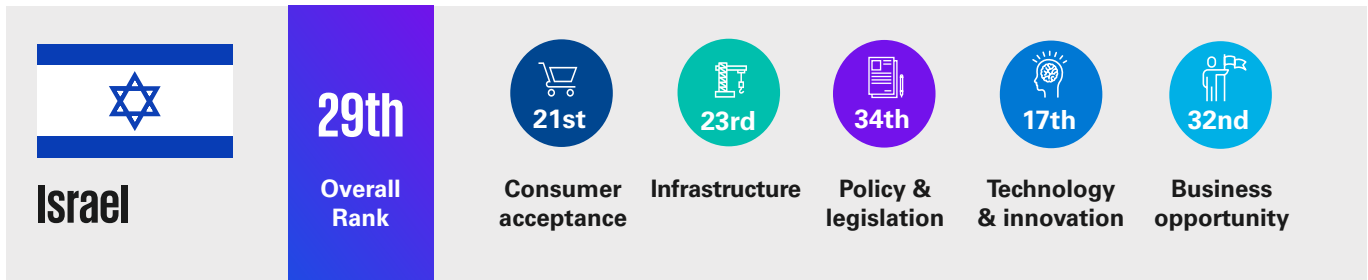 Israel
29th
Overall
Rank
21st
Consumer
acceptance
23rd
Infrastructure
34th
Policy &
legislation
17th
Technology
& innovation
32nd
Business
opportunity